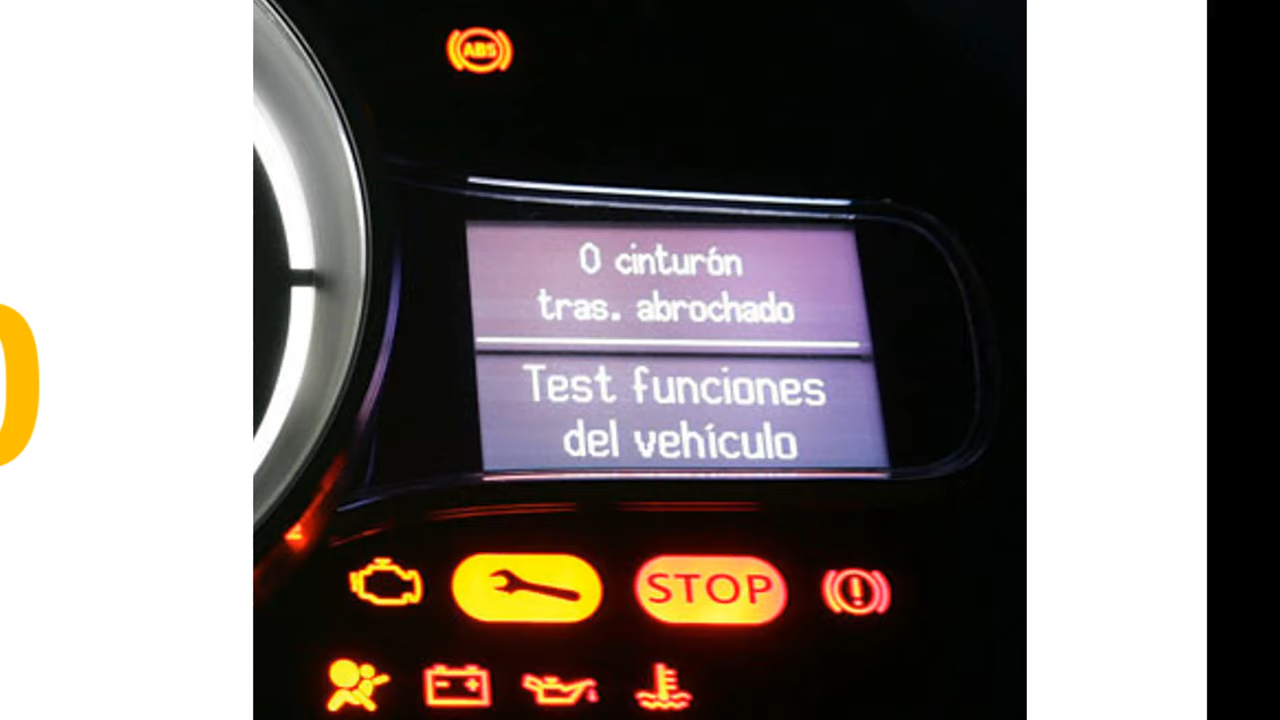 ABS
0 cinturón
tras. abrochado
Test funciones
del vehículo
STOP